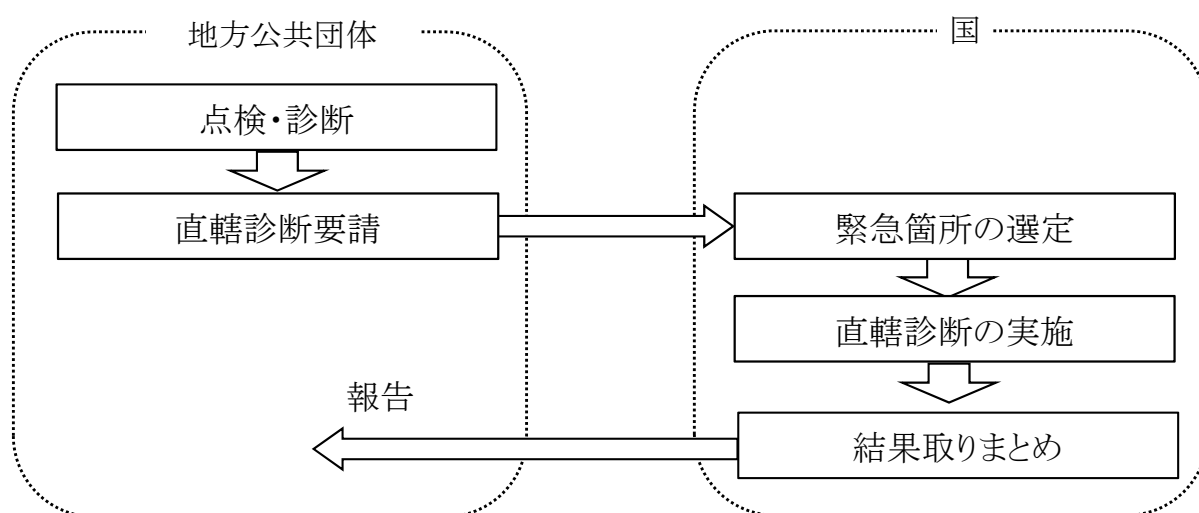 地方公共団体
国
点検・診断
直轄診断要請
緊急箇所の選定
直轄診断の実施
報告
結果取りまとめ